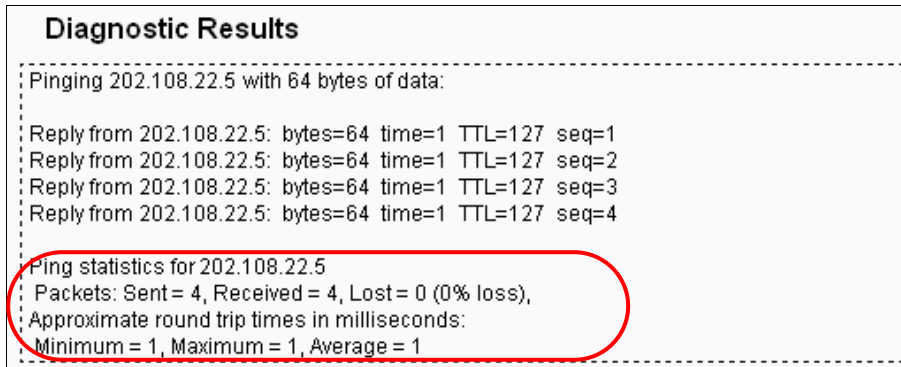 Diagnostic Results
Pinging 202.108.22.5 with 64 bytes of data:
Reply from 202.108.22.5: bytes=64 time=1 TTL=127 seq=1
Reply from 202.108.22.5: bytes=64 time=1 TTL=127 seq=2
Reply from 202.108.22.5: bytes=64 time=1 TTL=127 seq=3
Reply from 202.108.22.5: bytes=64 time=1 TTL=127 seq=4
Ping statistics for 202.108.22.5
Packets: Sent = 4, Received = 4, Lost = 0 (0% loss),
Approximate round trip times in milliseconds:
Minimum = 1, Maximum = 1, Average = 1